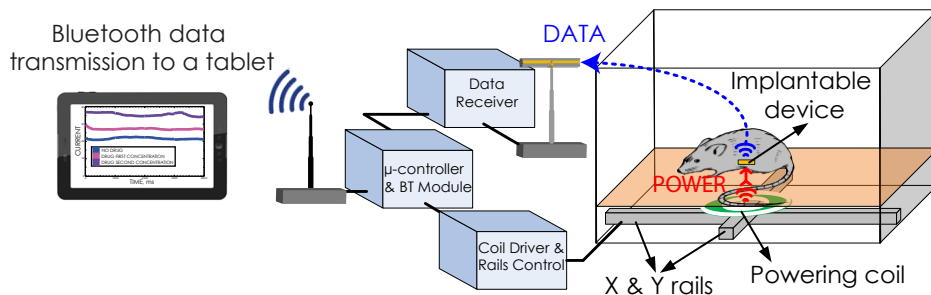 Bluetooth data
transmission to a tablet
CURRENT
NO DRUG
DRUG FIRST CONCENTRATION
DRUG SECOND CONCENTRATION
TIME, ms
Data
Receiver
μ-controller
& BT Module
Coil Driver &
Rails Control
DATA
Implantable
device
POWER
X & Y rails
Powering coil